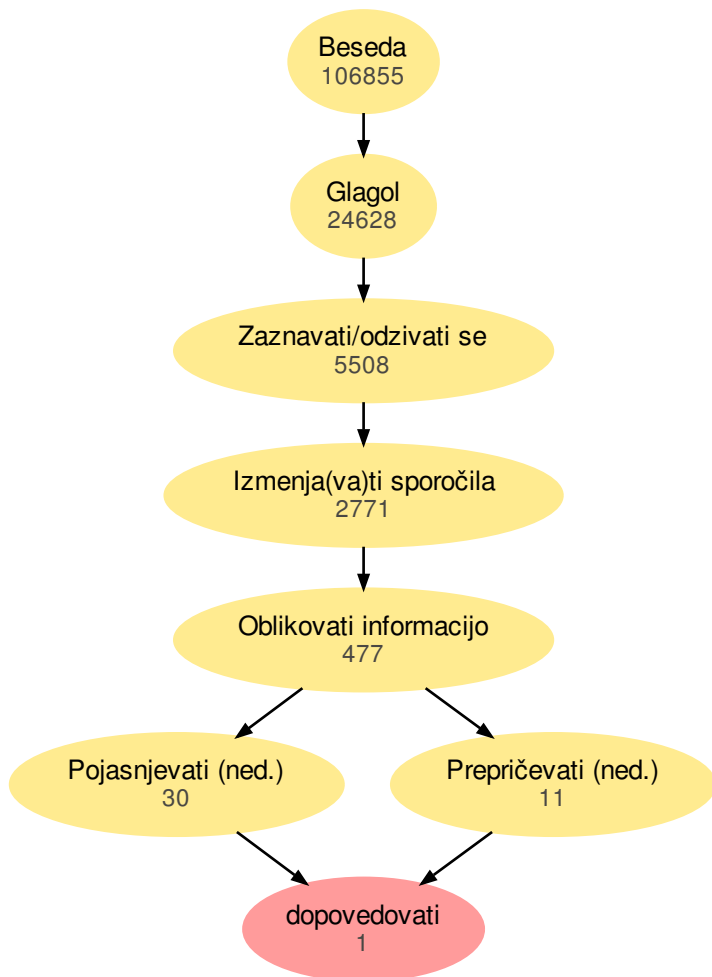 Beseda
106855
Glagol
24628
Zaznavati/odzivati se
5508
Izmenja(va)ti sporočila
2771
Oblikovati informacijo
477
Pojasnjevati (ned.)
30
Prepričevati (ned.)
11
dopovedovati
1